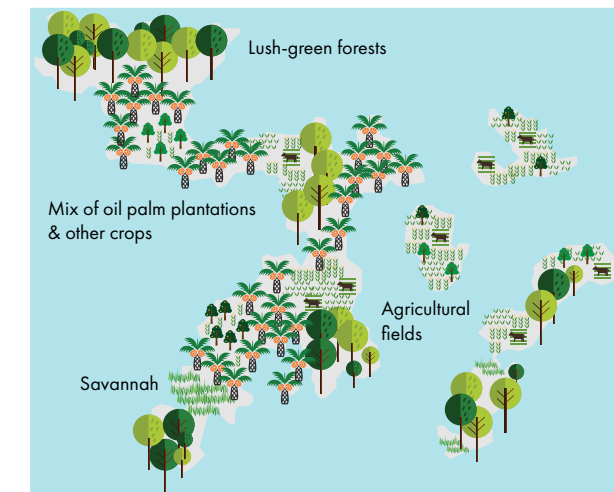 Lush-green forests
Mix of oil palm plantations
& other crops
Agricultural
fields
Savannah